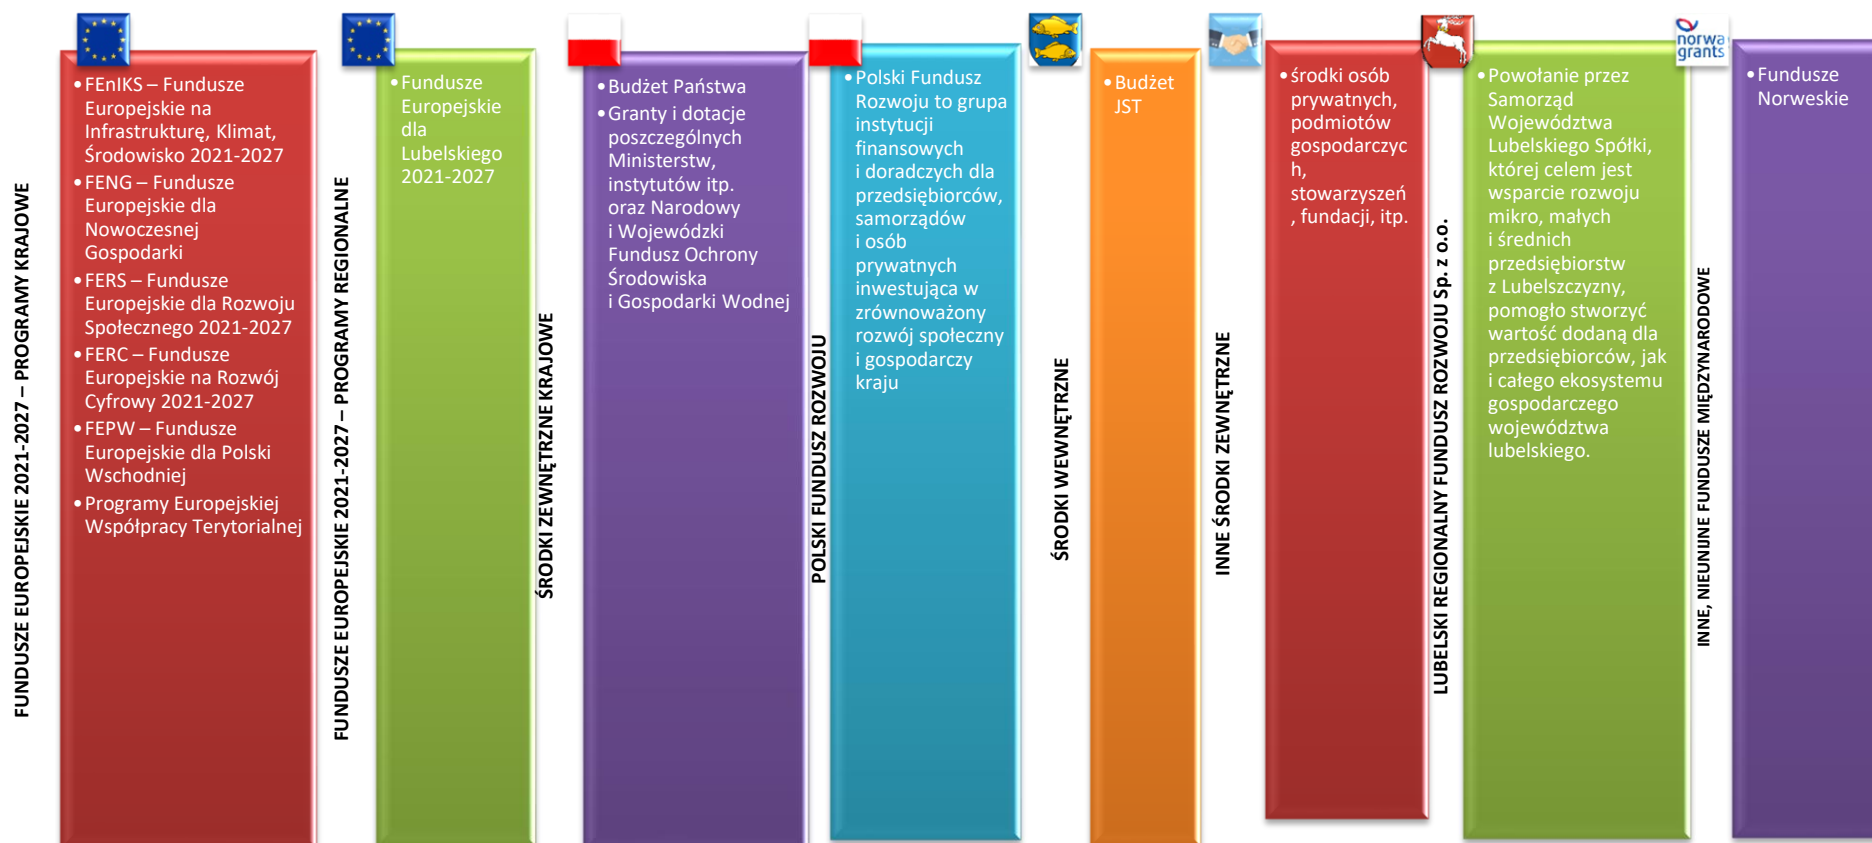 FUNDUSZE EUROPEJSKIE 2021-2027 – PROGRAMY KRAJOWE
•FEnIKS – Fundusze
Europejskie na
Infrastrukturę, Klimat,
Środowisko 2021-2027
•FENG – Fundusze
Europejskie dla
Nowoczesnej
Gospodarki
•FERS – Fundusze
Europejskie dla Rozwoju
Społecznego 2021-2027
•FERC – Fundusze
Europejskie na Rozwój
Cyfrowy 2021-2027
•FEPW – Fundusze
Europejskie dla Polski
Wschodniej
•Programy Europejskiej
Współpracy Terytorialnej
FUNDUSZE EUROPEJSKIE 2021-2027 – PROGRAMY REGIONALNE
•Fundusze
Europejskie
dla
Lubelskiego
2021-2027
ŚRODKI ZEWNĘTRZNE KRAJOWE
•Budżet Państwa
•Granty i dotacje
poszczególnych
Ministerstw,
instytutów itp.
oraz Narodowy
i Wojewódzki
Fundusz Ochrony
Środowiska
i Gospodarki Wodnej
POLSKI FUNDUSZ ROZWOJU
•Polski Fundusz
Rozwoju to grupa
instytucji
finansowych
i doradczych dla
przedsiębiorców,
samorządów
i osób
prywatnych
inwestująca w
zrównoważony
rozwój społeczny
i gospodarczy
kraju
ŚRODKI WEWNĘTRZNE
•Budżet
JST
INNE ŚRODKI ZEWNĘTRZNE
•środki osób
prywatnych,
podmiotów
gospodarczyc
h,
stowarzyszeń
, fundacji, itp.
LUBELSKI REGIONALNY FUNDUSZ ROZWOJU Sp. z o.o.
•Powołanie przez
Samorząd
Województwa
Lubelskiego Spółki,
której celem jest
wsparcie rozwoju
mikro, małych
i średnich
przedsiębiorstw
z Lubelszczyzny,
pomogło stworzyć
wartość dodaną dla
przedsiębiorców, jak
i całego ekosystemu
gospodarczego
województwa
lubelskiego.
INNE, NIEUNIJNE FUNDUSZE MIĘDZYNARODOWE
norwa
grants
•Fundusze
Norweskie